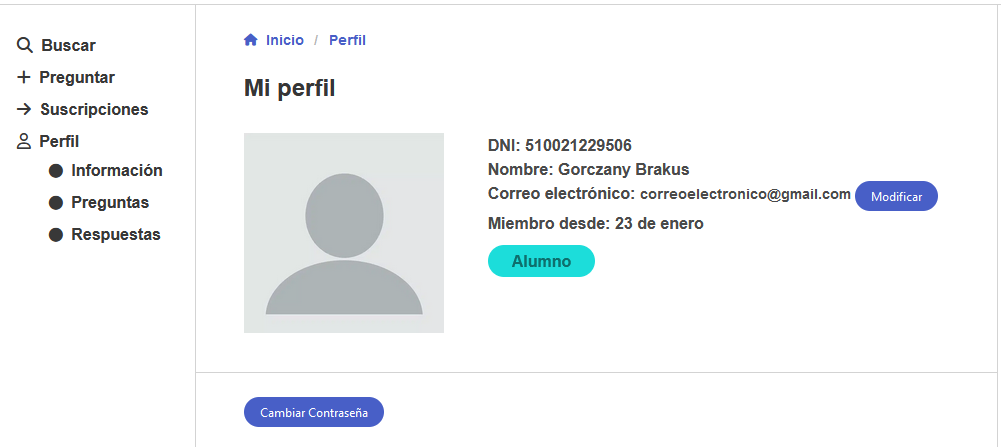 Buscar
Preguntar
Suscripciones
Perfil
Información
Preguntas
Respuestas
Inicio / Perfil
Mi perfil
DNI: 510021229506
Nombre: Gorczany Brakus
Correo electrónico: correoelectronico@gmail.com Modificar
Miembro desde: 23 de enero
Alumno
Cambiar Contraseña